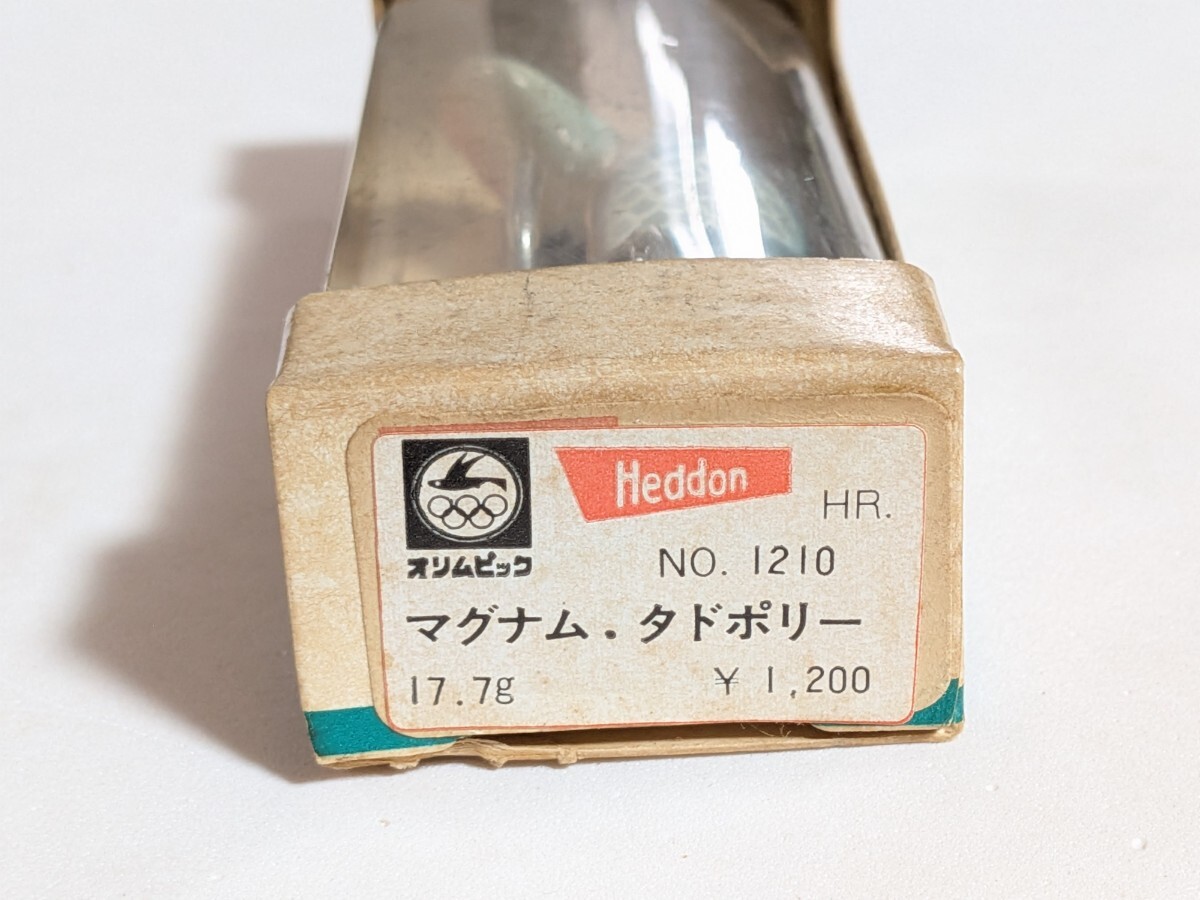 Heddon
HR.
オリムピック
NO. 1210
マグナム.タドポリー
17.7g
¥ 1,200